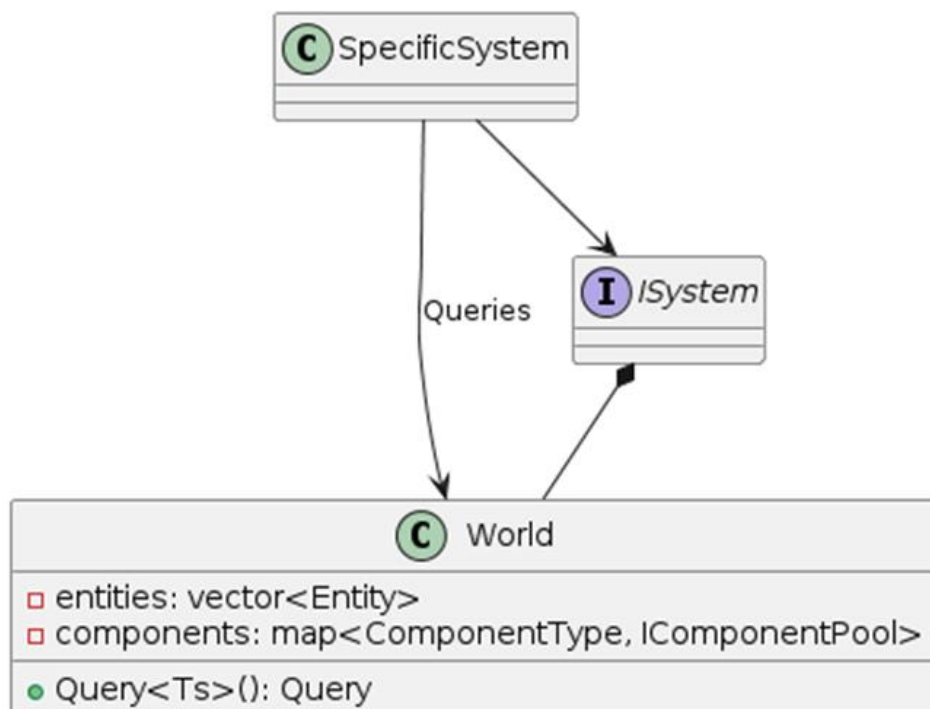 C SpecificSystem
Queries
I ISystem
C World
entities: vector<Entity>
components: map<ComponentType, IComponentPool>
Query<Ts>(): Query